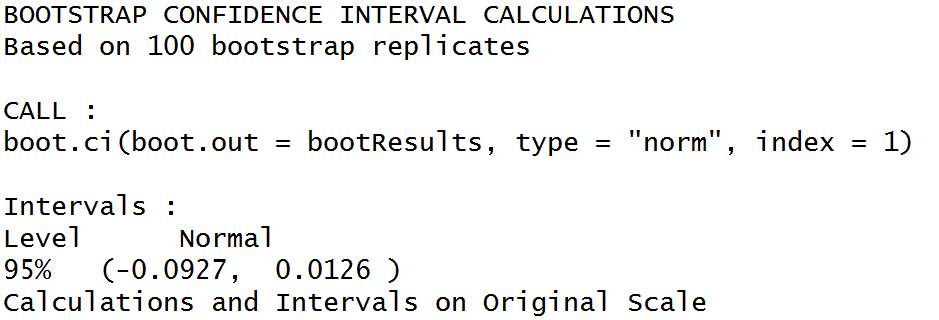 BOOTSTRAP CONFIDENCE INTERVAL CALCULATIONS
Based on 100 bootstrap replicates

CALL :
boot.ci(boot.out = bootResults, type = "norm", index = 1)

Intervals :
Level      Normal
95%   (-0.0927,  0.0126 )
Calculations and Intervals on Original Scale